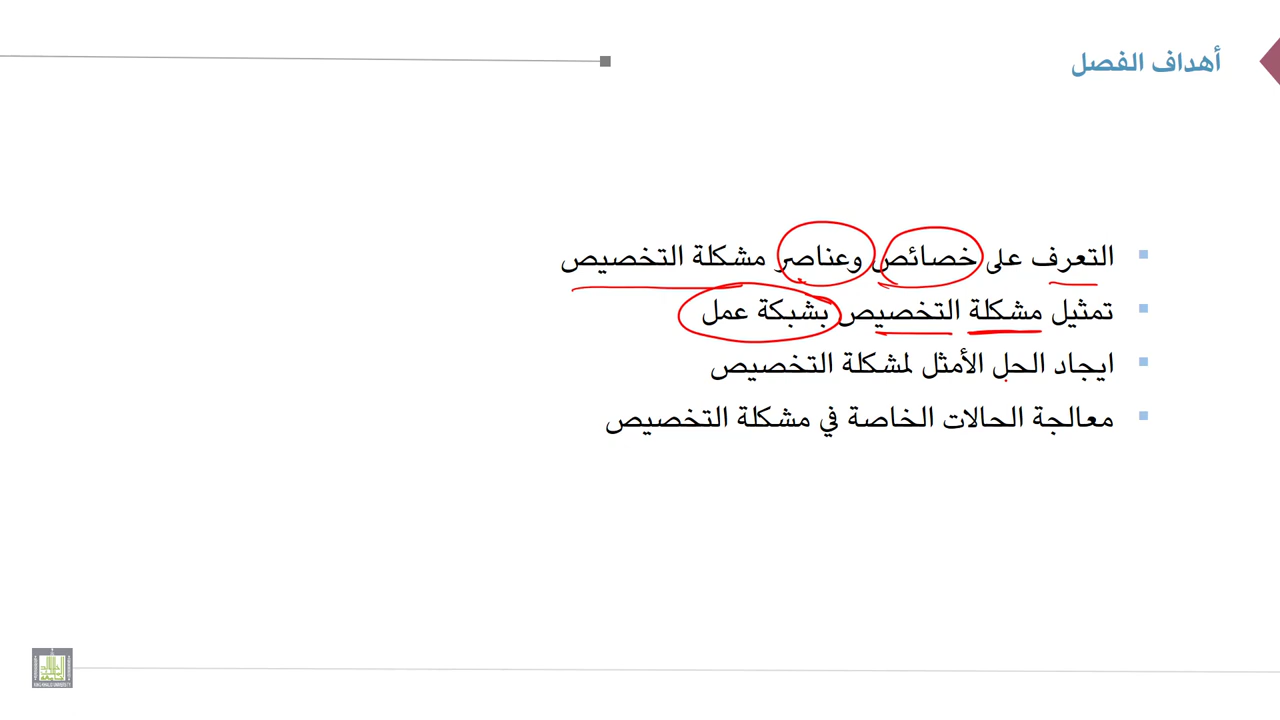 أهداف الفصل
التعرف على خصائص وعناصر مشكلة التخصيص
تمثيل مشكلة التخصيص بشبكة عمل
ايجاد الحل الأمثل لمشكلة التخصيص
معالجة الحالات الخاصة في مشكلة التخصيص